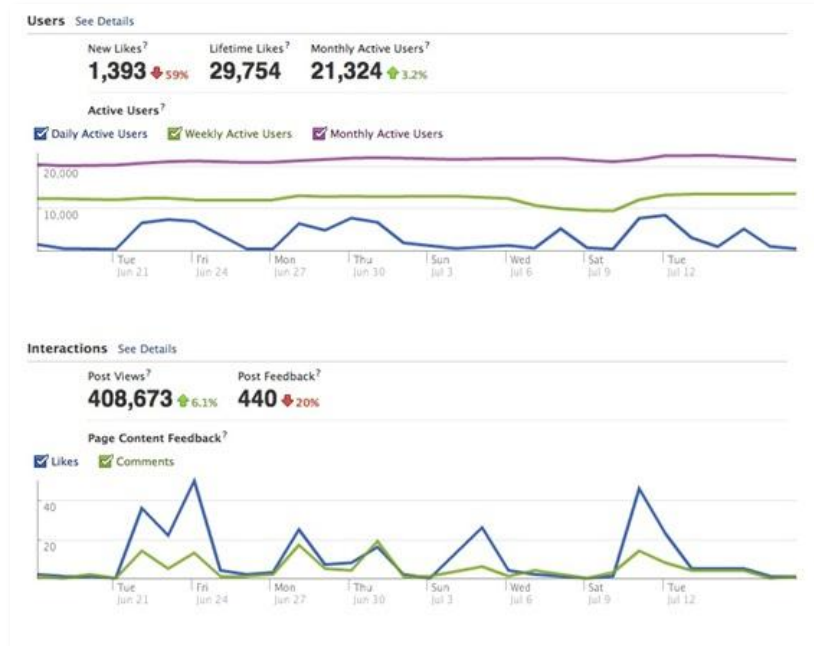 Users See Details
New Likes? Lifetime Likes? Monthly Active Users?
1,393 59% 29,754 21,324 3.2%
Active Users?
Daily Active Users Weekly Active Users Monthly Active Users
20,000
10,000
Tue Fri Mon Thu Sun Wed Sat Tue
Jun 21 Jun 24 Jun 27 Jun 30 Jul 3 Jul 6 Jul 9 Jul 12
Interactions See Details
Post Views? Post Feedback?
408,673 6.1% 440 20%
Page Content Feedback?
Likes Comments
40
20
Tue Fri Mon Thu Sun Wed Sat Tue
Jun 21 Jun 24 Jun 27 Jun 30 Jul 3 Jul 6 Jul 9 Jul 12